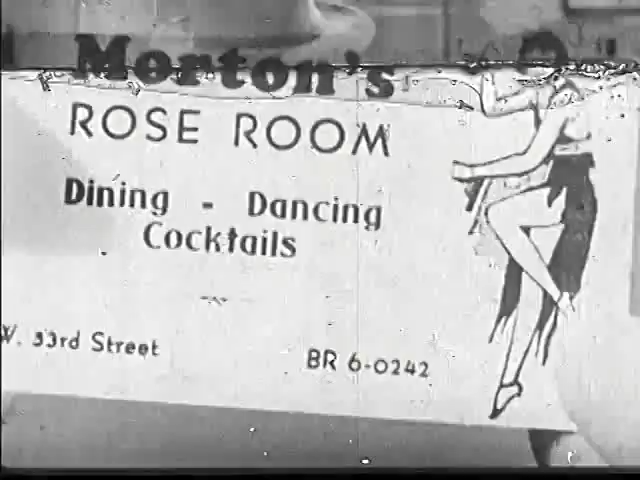 Morton's
ROSE ROOM
Dining - Dancing
Cocktails
W. 33rd Street
BR 6-0242